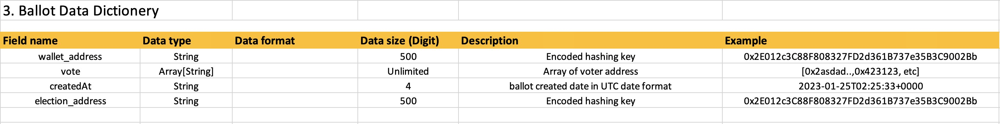 3. Ballot Data Dictionery
Field name Data type Data format Data size (Digit) Description Example
wallet_address String 500 Encoded hashing key 0x2E012c3C88F808327FD2d361B737e35B3C9002Bb
vote Array[String] Unlimited Array of voter address [0x2asdad..,0x423123, etc]
createdAt String 4 ballot created date in UTC date format 2023-01-25T02:25:33+0000
election_address String 500 Encoded hashing key 0x2E012c3C88F808327FD2d361B737e35B3C9002Bb